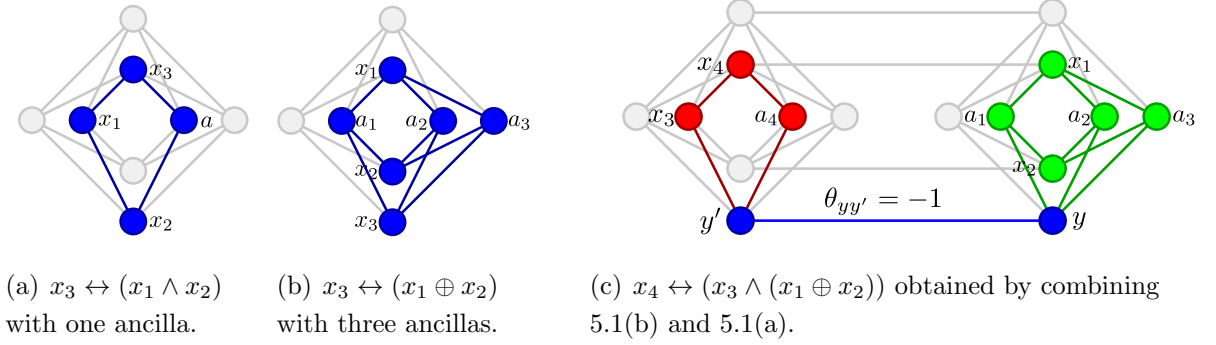 x₃
x₁
a
x₂
x₁
a₁
a₂
a₃
x₂
x₃
x₄
x₃
a₄
y′
θ_{yy′} = −1
x₁
a₁
a₂
a₃
x₂
y
(a) x₃ ↔ (x₁ ∧ x₂)
with one ancilla.
(b) x₃ ↔ (x₁ ⊕ x₂)
with three ancillas.
(c) x₄ ↔ (x₃ ∧ (x₁ ⊕ x₂)) obtained by combining
5.1(b) and 5.1(a).